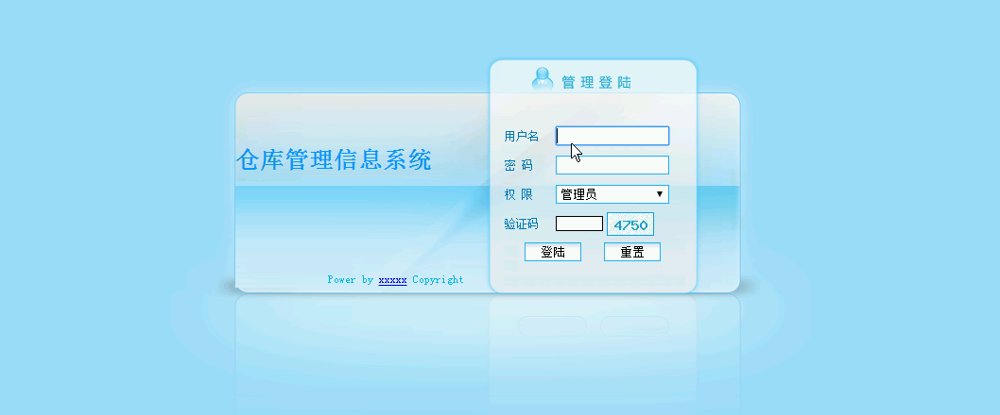 管理登陆
用户名
仓库管理信息系统
密 码
权 限 管理员
验证码 4750
登陆 重置
Power by xxxxx Copyright